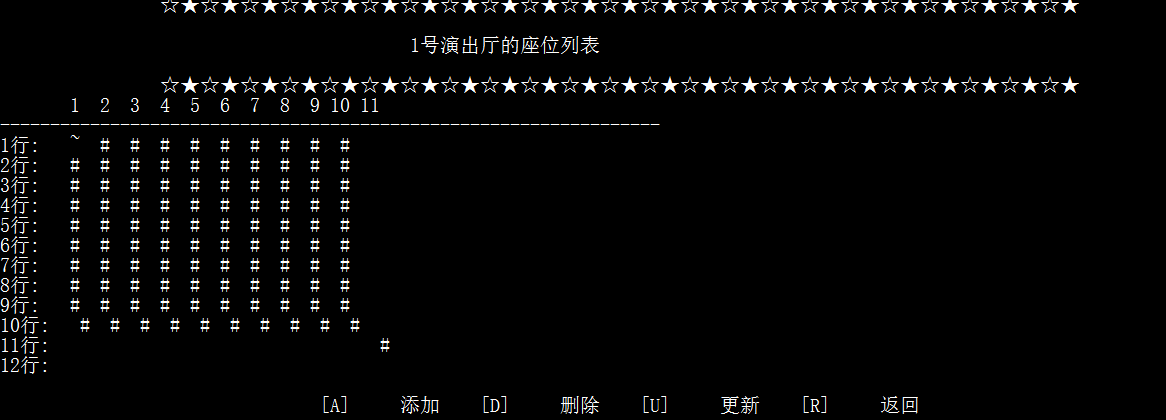 ☆★☆★☆★☆★☆★☆★☆★☆★☆★☆★☆★☆★☆★☆★☆★☆★☆★☆★☆★☆★☆★☆★☆★
1号演出厅的座位列表
☆★☆★☆★☆★☆★☆★☆★☆★☆★☆★☆★☆★☆★☆★☆★☆★☆★☆★☆★☆★☆★☆★☆★
1 2 3 4 5 6 7 8 9 10 11
------------------------------------------------------------------
1行: ~ # # # # # # # # #
2行: # # # # # # # # # #
3行: # # # # # # # # # #
4行: # # # # # # # # # #
5行: # # # # # # # # # #
6行: # # # # # # # # # #
7行: # # # # # # # # # #
8行: # # # # # # # # # #
9行: # # # # # # # # # #
10行: # # # # # # # # # #
11行: #
12行:
[A] 添加 [D] 删除 [U] 更新 [R] 返回